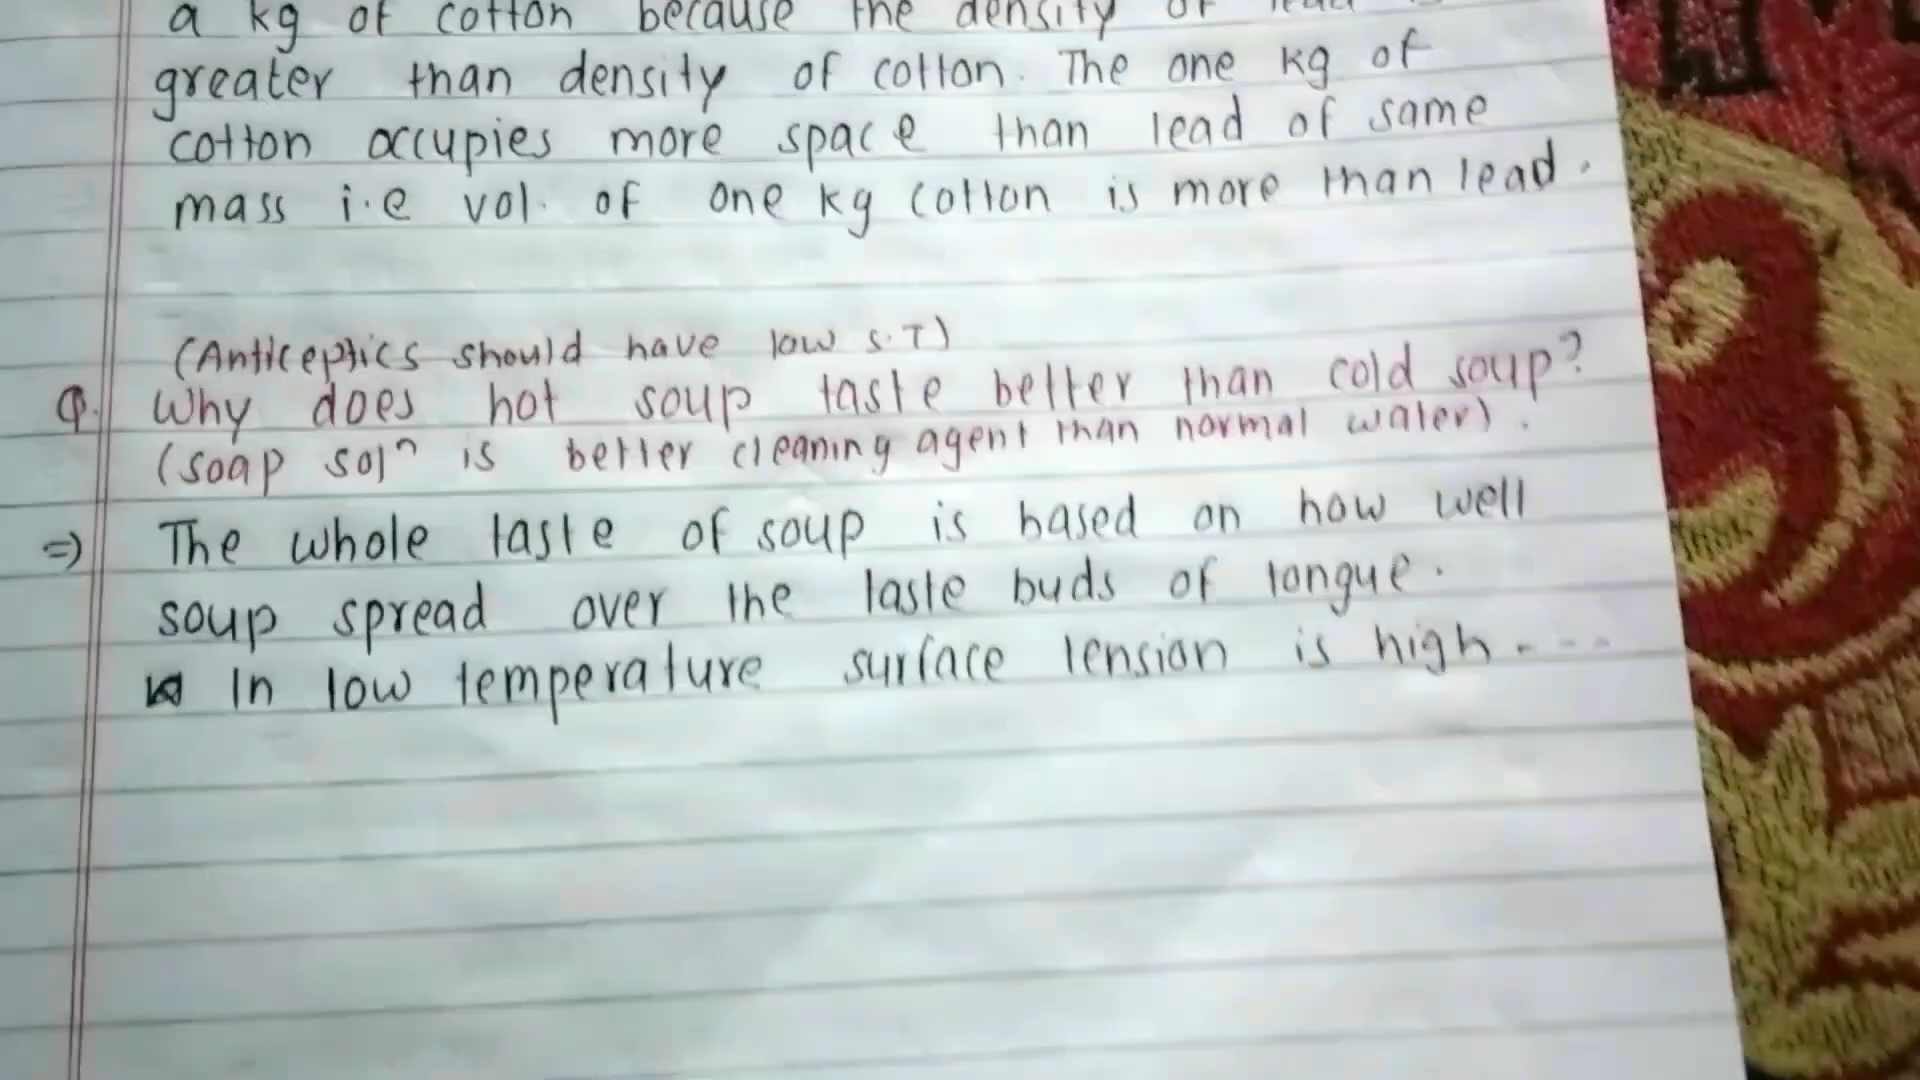 a kg of cotton because the density of lead is
greater than density of cotton. The one kg of
cotton occupies more space than lead of same
mass i.e vol. of one kg cotton is more than lead.
(Anticeptics should have low S.T)
Q. Why does hot soup taste better than cold soup?
(soap solⁿ is better cleaning agent than normal water).
⇒ The whole taste of soup is based on how well
soup spread over the taste buds of tongue.
In low temperature surface tension is high - - -